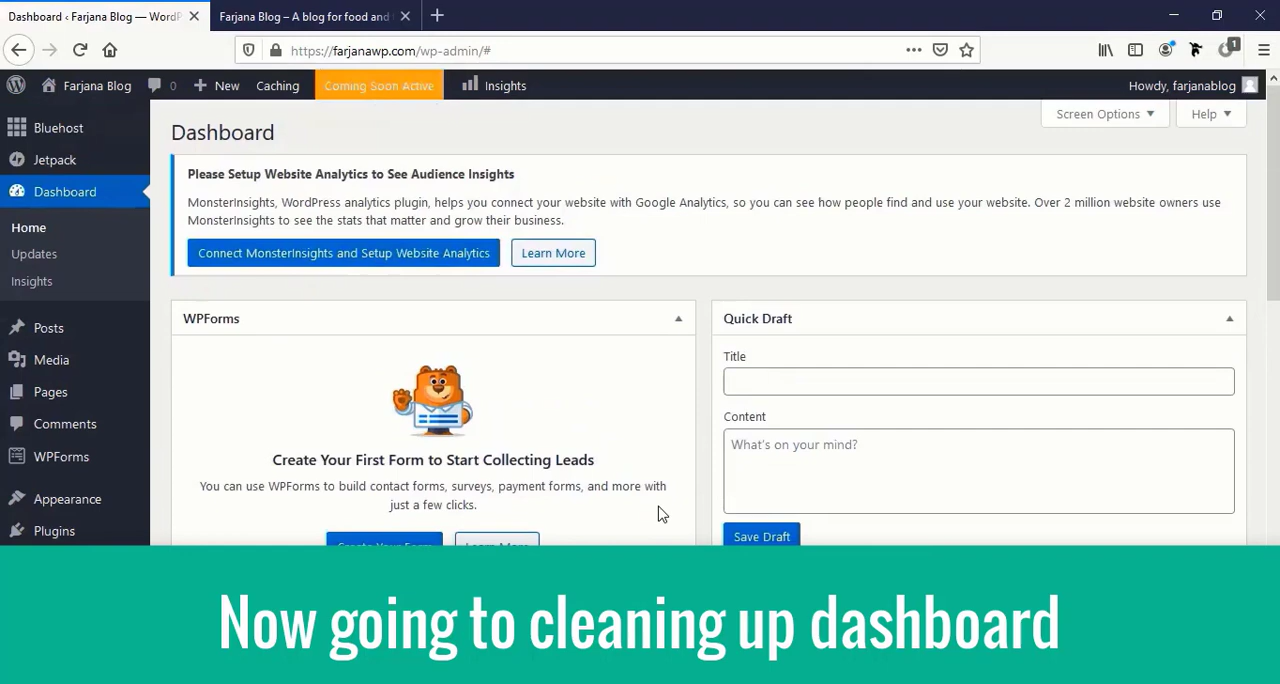 Dashboard ‹ Farjana Blog — WordP
Farjana Blog – A blog for food and
https://farjanawp.com/wp-admin/#
1
Farjana Blog
0
New
Caching
Coming Soon Active
Insights
Howdy, farjanablog
Bluehost
Jetpack
Dashboard
Home
Updates
Insights
Posts
Media
Pages
Comments
WPForms
Appearance
Plugins
Dashboard
Screen Options
Help
Please Setup Website Analytics to See Audience Insights
MonsterInsights, WordPress analytics plugin, helps you connect your website with Google Analytics, so you can see how people find and use your website. Over 2 million website owners use
MonsterInsights to see the stats that matter and grow their business.
Connect MonsterInsights and Setup Website Analytics
Learn More
WPForms
Create Your First Form to Start Collecting Leads
You can use WPForms to build contact forms, surveys, payment forms, and more with
just a few clicks.
Create Your Form
Learn More
Quick Draft
Title
Content
What's on your mind?
Save Draft
Now going to cleaning up dashboard